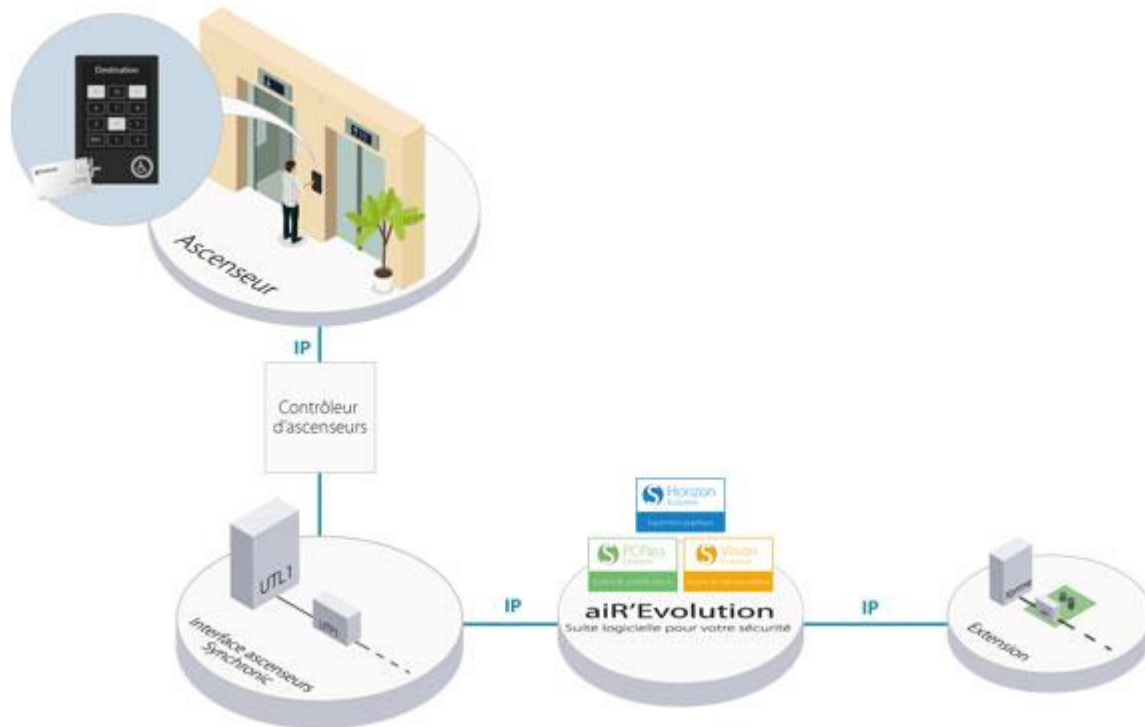 Destination
Ascenseur
IP
Contrôleur
d'ascenseurs
UTL1
Interface ascenseurs
Synchronic
IP
Horizon
PCPass
Vision
aiR'Evolution
Suite logicielle pour votre sécurité
IP
Extension